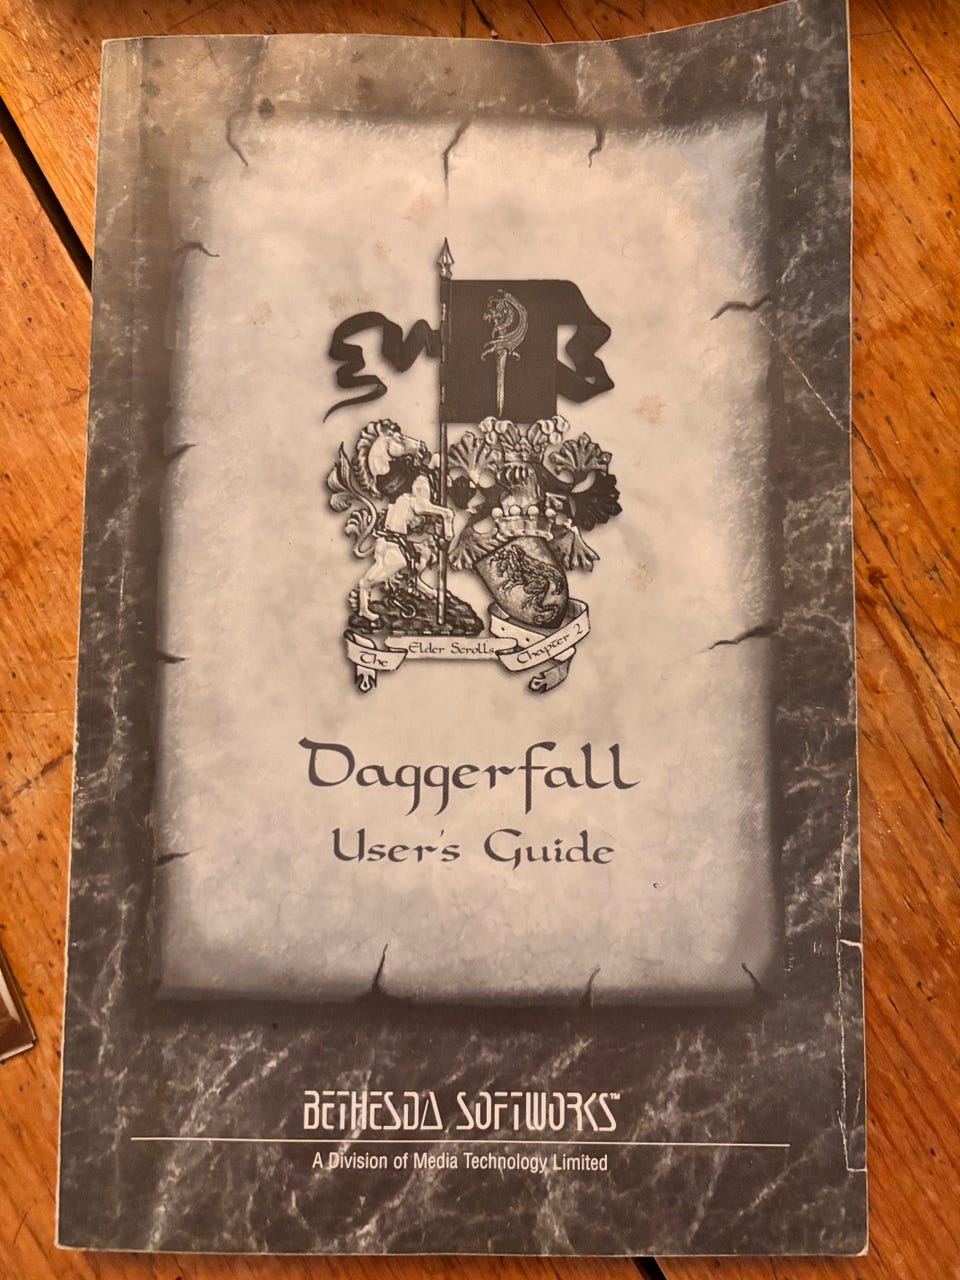 The Elder Scrolls Chapter 2
Daggerfall
User's Guide
BETHESDA SOFTWORKS™
A Division of Media Technology Limited